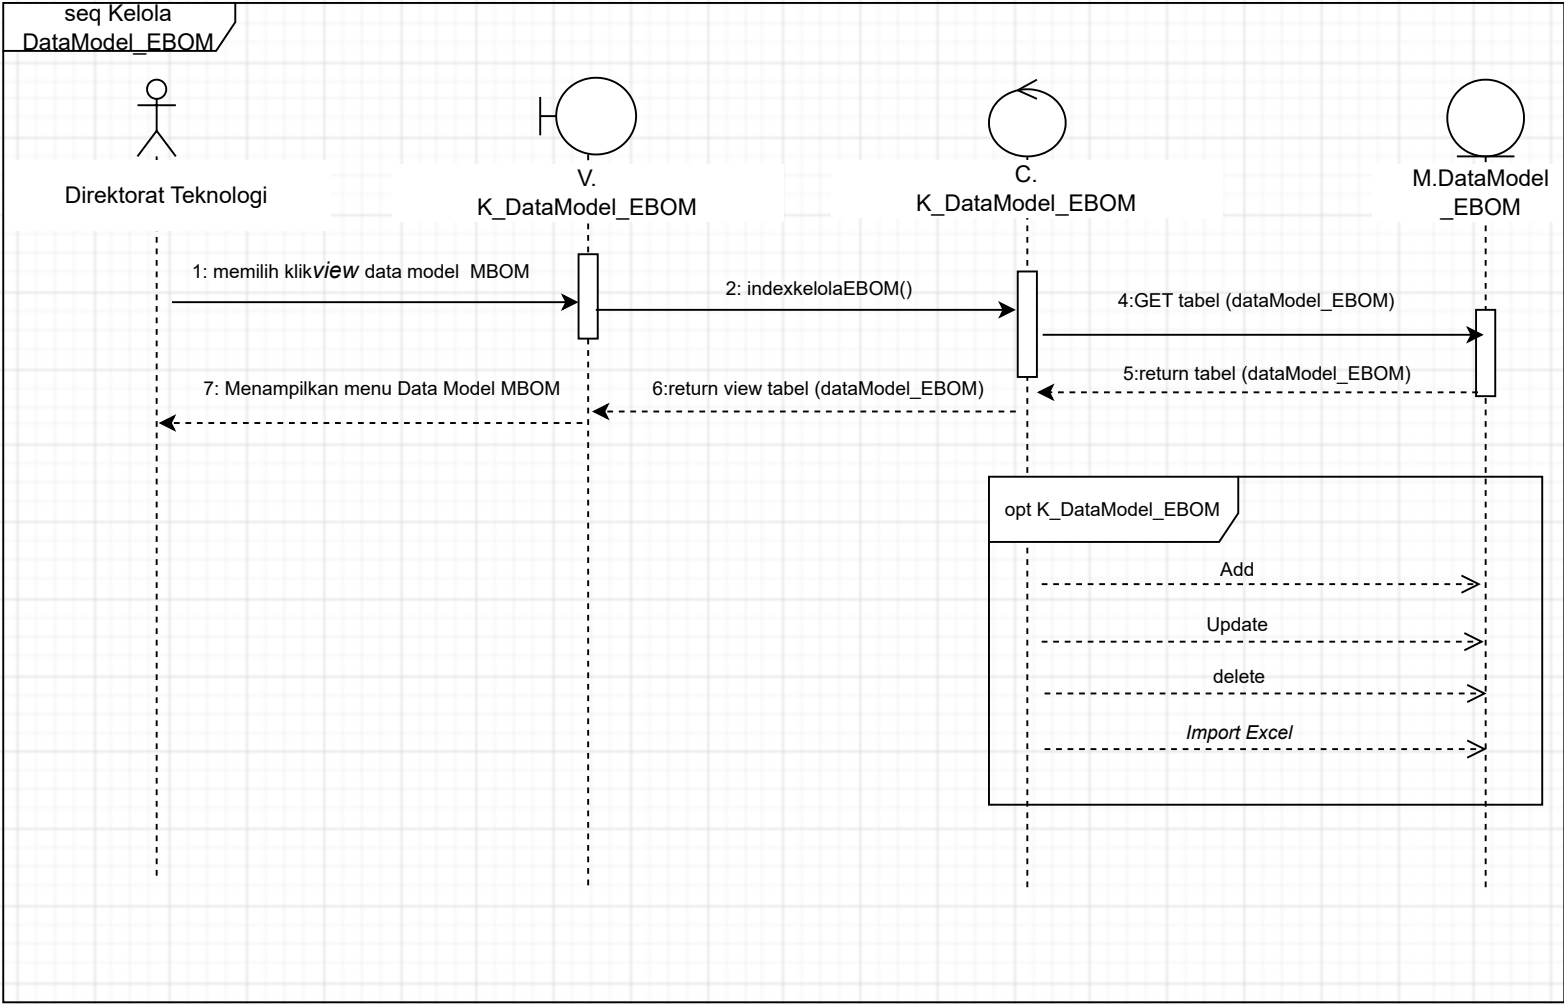 seq Kelola
DataModel_EBOM
Direktorat Teknologi
V.
K_DataModel_EBOM
C.
K_DataModel_EBOM
M.DataModel
_EBOM
1: memilih klikview data model  MBOM
2: indexkelolaEBOM()
4:GET tabel (dataModel_EBOM)
5:return tabel (dataModel_EBOM)
6:return view tabel (dataModel_EBOM)
7: Menampilkan menu Data Model MBOM
opt K_DataModel_EBOM
Add
Update
delete
Import Excel